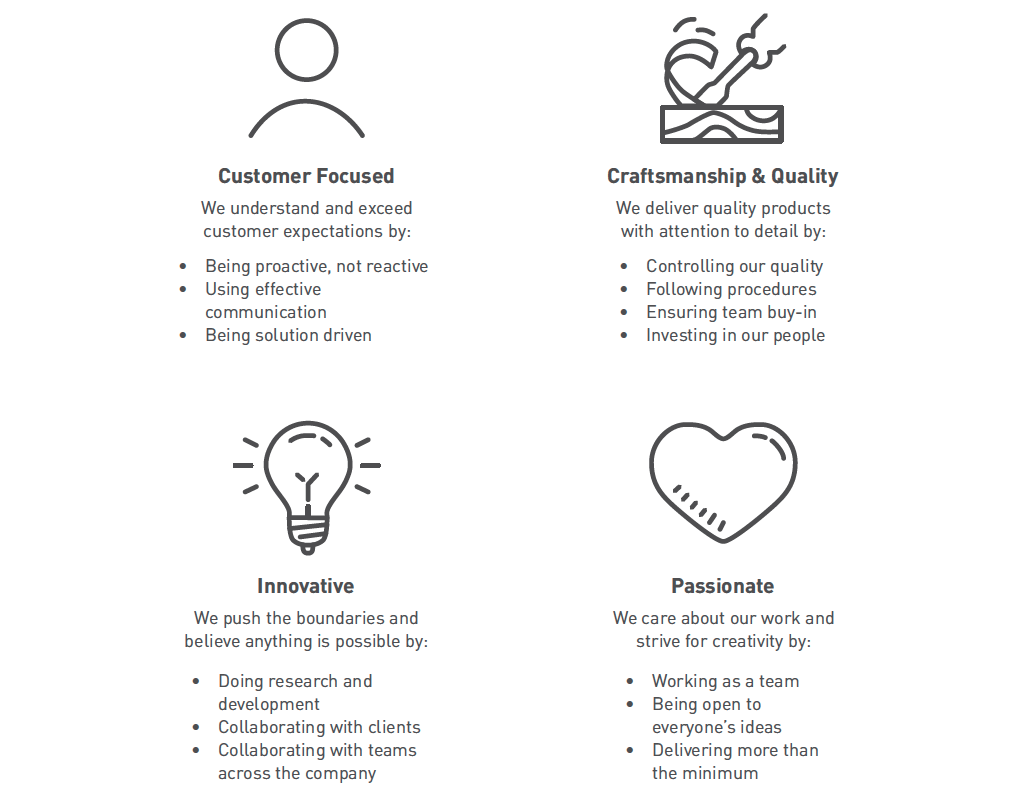 Customer Focused
We understand and exceed
customer expectations by:
• Being proactive, not reactive
• Using effective
communication
• Being solution driven
Craftsmanship & Quality
We deliver quality products
with attention to detail by:
• Controlling our quality
• Following procedures
• Ensuring team buy-in
• Investing in our people
Innovative
We push the boundaries and
believe anything is possible by:
• Doing research and
development
• Collaborating with clients
• Collaborating with teams
across the company
Passionate
We care about our work and
strive for creativity by:
• Working as a team
• Being open to
everyone’s ideas
• Delivering more than
the minimum